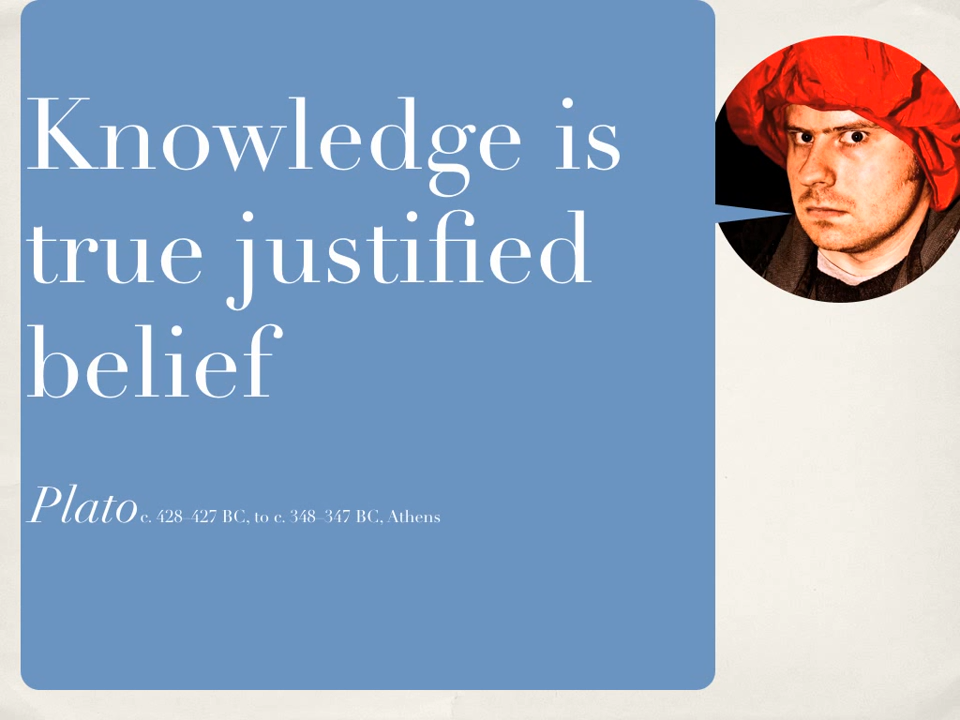 Knowledge is
true justified
belief
Plato c. 428–427 BC, to c. 348–347 BC, Athens